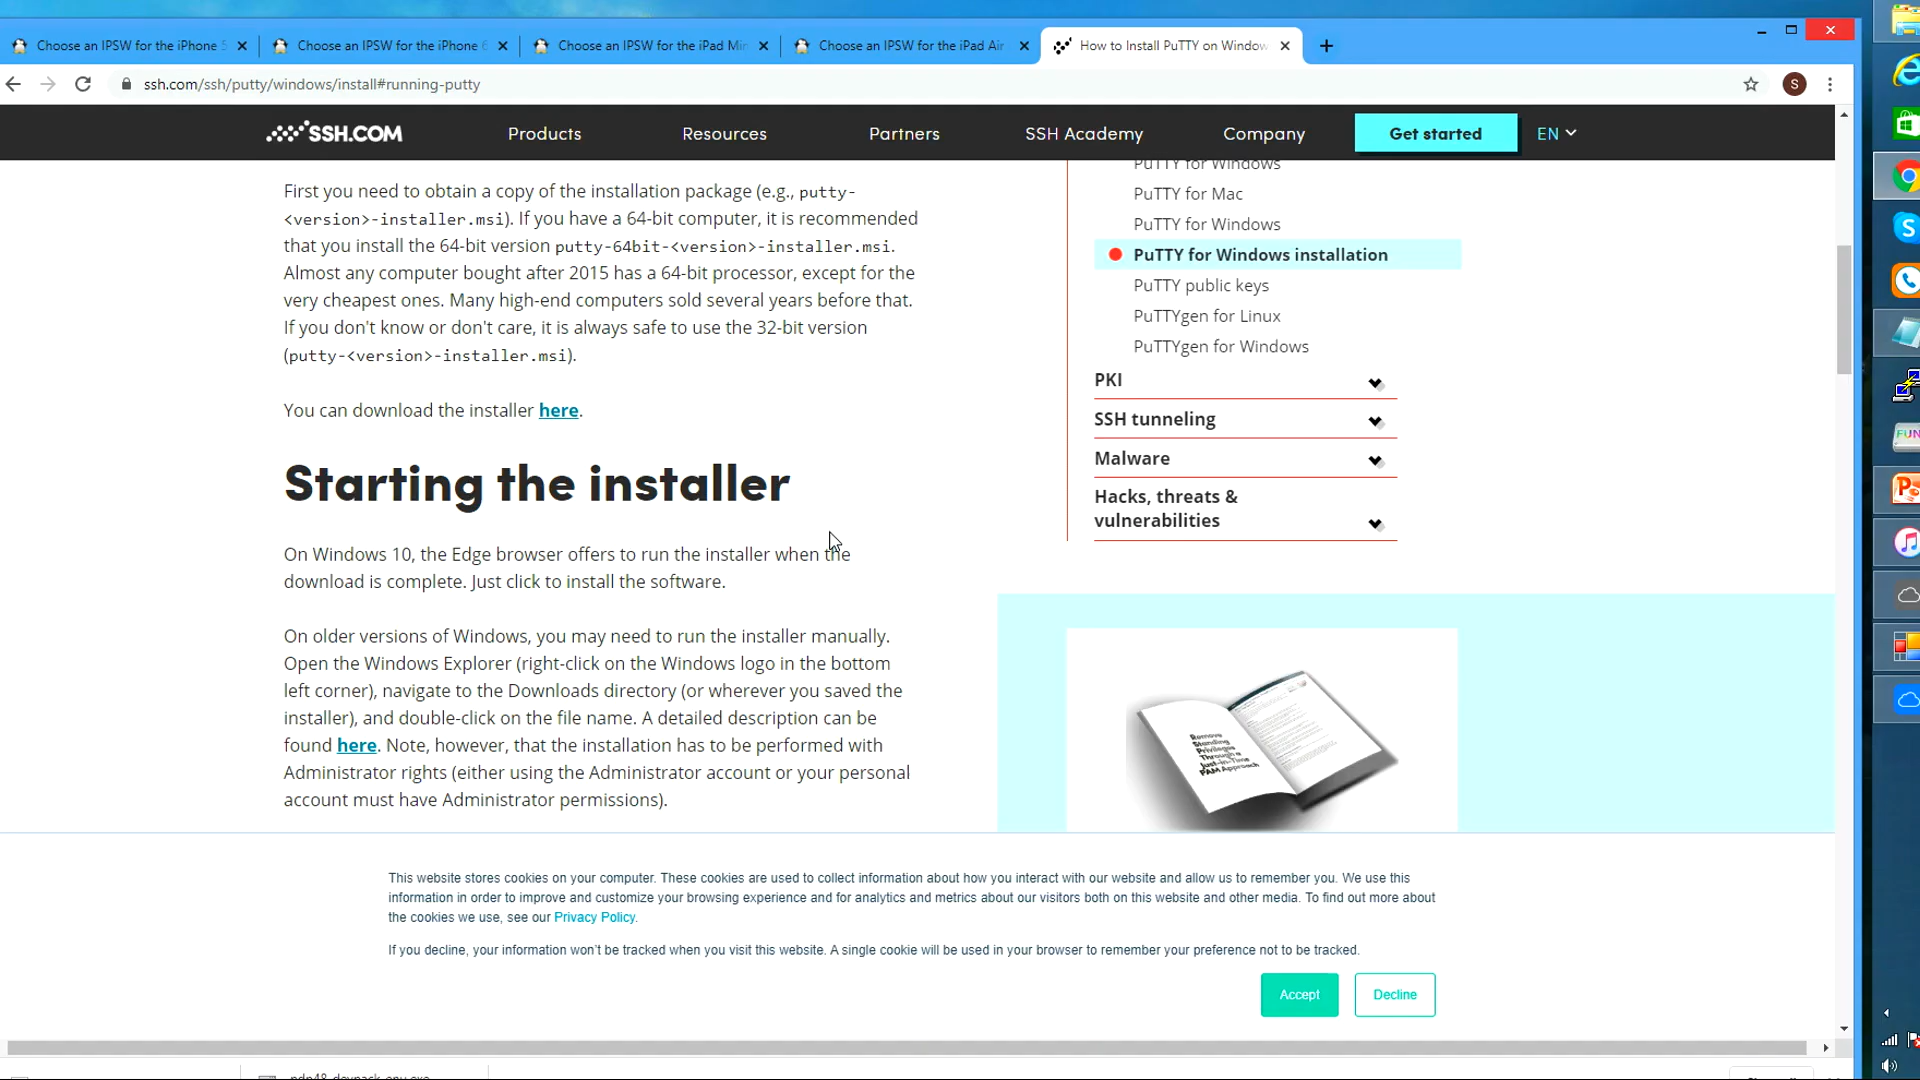 Choose an IPSW for the iPhone 5
Choose an IPSW for the iPhone 6
Choose an IPSW for the iPad Min
Choose an IPSW for the iPad Air
How to Install PuTTY on Window
ssh.com/ssh/putty/windows/install#running-putty
S
SSH.COM
Products
Resources
Partners
SSH Academy
Company
Get started
EN
First you need to obtain a copy of the installation package (e.g., putty-
<version>-installer.msi). If you have a 64-bit computer, it is recommended
that you install the 64-bit version putty-64bit-<version>-installer.msi.
Almost any computer bought after 2015 has a 64-bit processor, except for the
very cheapest ones. Many high-end computers sold several years before that.
If you don't know or don't care, it is always safe to use the 32-bit version
(putty-<version>-installer.msi).
You can download the installer here.
Starting the installer
On Windows 10, the Edge browser offers to run the installer when the
download is complete. Just click to install the software.
On older versions of Windows, you may need to run the installer manually.
Open the Windows Explorer (right-click on the Windows logo in the bottom
left corner), navigate to the Downloads directory (or wherever you saved the
installer), and double-click on the file name. A detailed description can be
found here. Note, however, that the installation has to be performed with
Administrator rights (either using the Administrator account or your personal
account must have Administrator permissions).
PuTTY for Windows
PuTTY for Mac
PuTTY for Windows
PuTTY for Windows installation
PuTTY public keys
PuTTYgen for Linux
PuTTYgen for Windows
PKI
SSH tunneling
Malware
Hacks, threats &
vulnerabilities
Remove
Standing
Privileges
Through a
Just-in-Time
PAM Approach
This website stores cookies on your computer. These cookies are used to collect information about how you interact with our website and allow us to remember you. We use this
information in order to improve and customize your browsing experience and for analytics and metrics about our visitors both on this website and other media. To find out more about
the cookies we use, see our Privacy Policy.
If you decline, your information won't be tracked when you visit this website. A single cookie will be used in your browser to remember your preference not to be tracked.
Accept
Decline
FUN